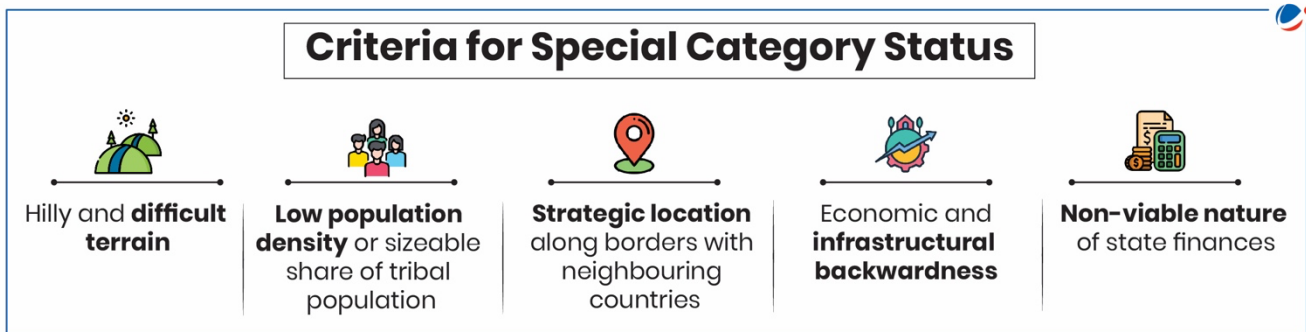 Criteria for Special Category Status
Hilly and difficult
terrain
Low population
density or sizeable
share of tribal
population
Strategic location
along borders with
neighbouring
countries
Economic and
infrastructural
backwardness
Non-viable nature
of state finances